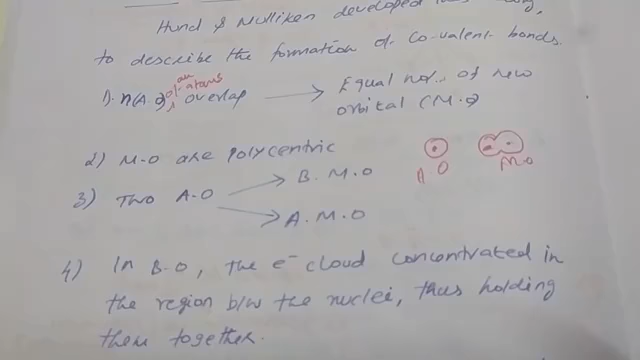 Hund & Mulliken developed
to describe the formation of Co-valent bonds.
1). n(A.O) of an atoms overlap → Equal no.. of new
orbital (M.O)
2) M.O are polycentric
A O M.O
3) Two A.O → B.M.O
→ A.M.O
4) In B.O, the e⁻ cloud concentrated in
the region b/w the nuclei, thus holding
them together.